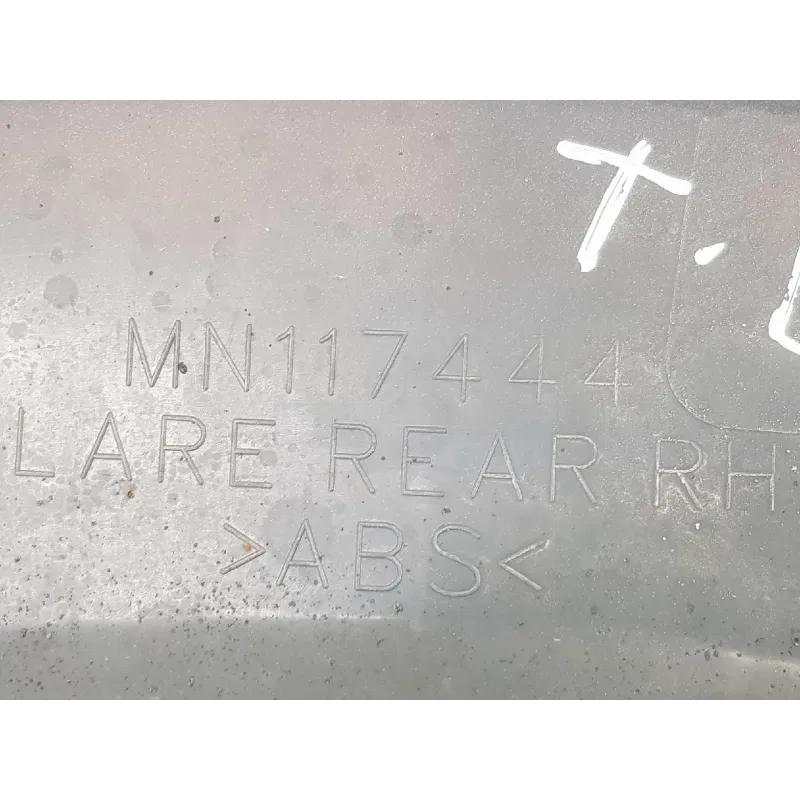 T.
MN117444
LARE REAR RH
>ABS<